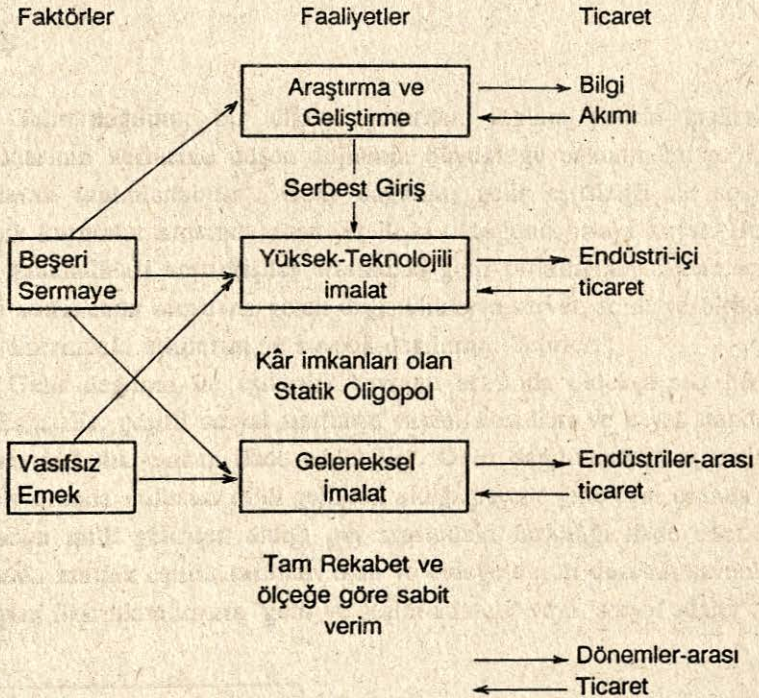 Faktörler Faaliyetler Ticaret
Araştırma ve
Geliştirme
Bilgi
Akımı
Serbest Giriş
Beşeri
Sermaye
Yüksek-Teknolojili
imalat
Endüstri-içi
ticaret
Kâr imkanları olan
Statik Oligopol
Vasıfsız
Emek
Geleneksel
İmalat
Endüstriler-arası
ticaret
Tam Rekabet ve
ölçeğe göre sabit
verim
Dönemler-arası
Ticaret